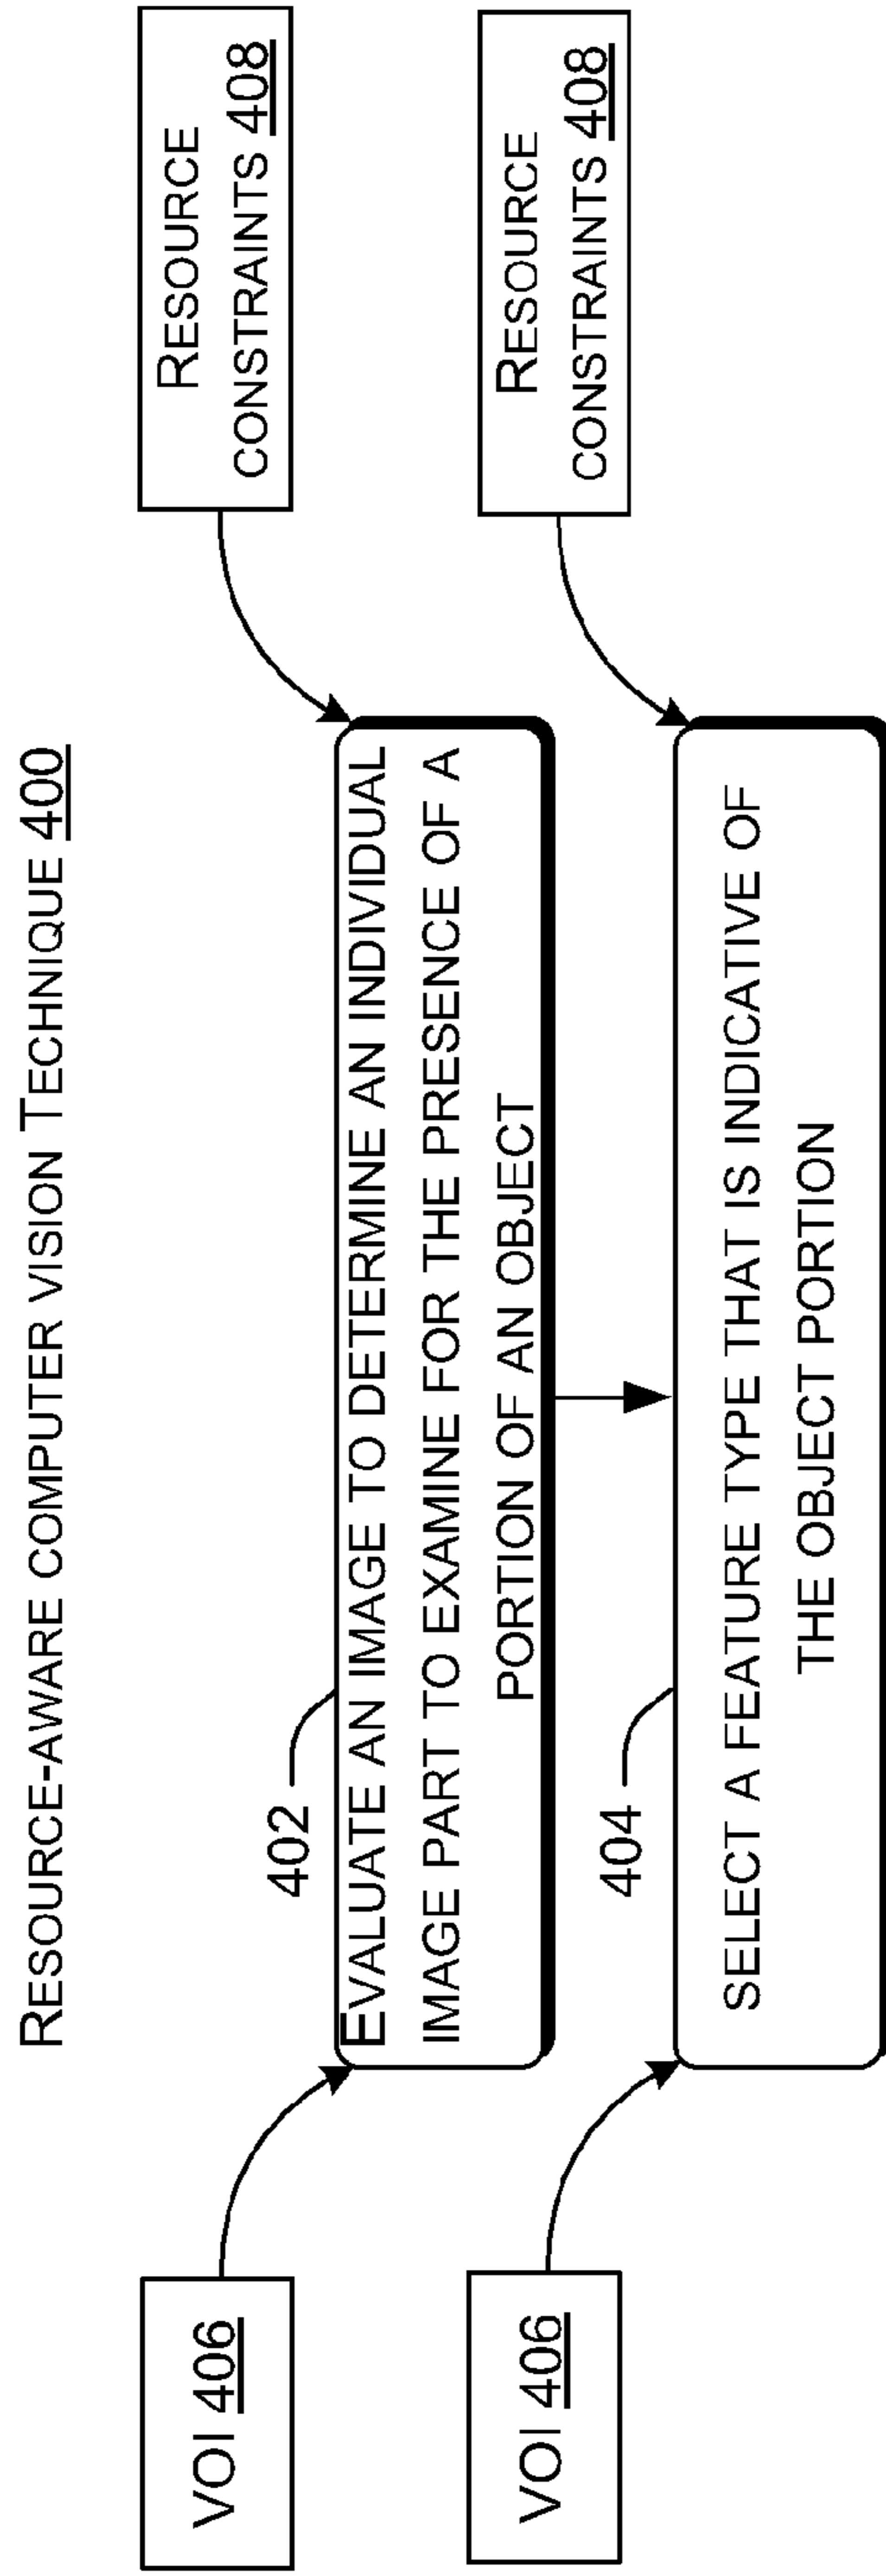 RESOURCE-AWARE COMPUTER VISION TECHNIQUE 400
VOI 406
402
EVALUATE AN IMAGE TO DETERMINE AN INDIVIDUAL
IMAGE PART TO EXAMINE FOR THE PRESENCE OF A
PORTION OF AN OBJECT
RESOURCE
CONSTRAINTS 408
VOI 406
404
SELECT A FEATURE TYPE THAT IS INDICATIVE OF
THE OBJECT PORTION
RESOURCE
CONSTRAINTS 408